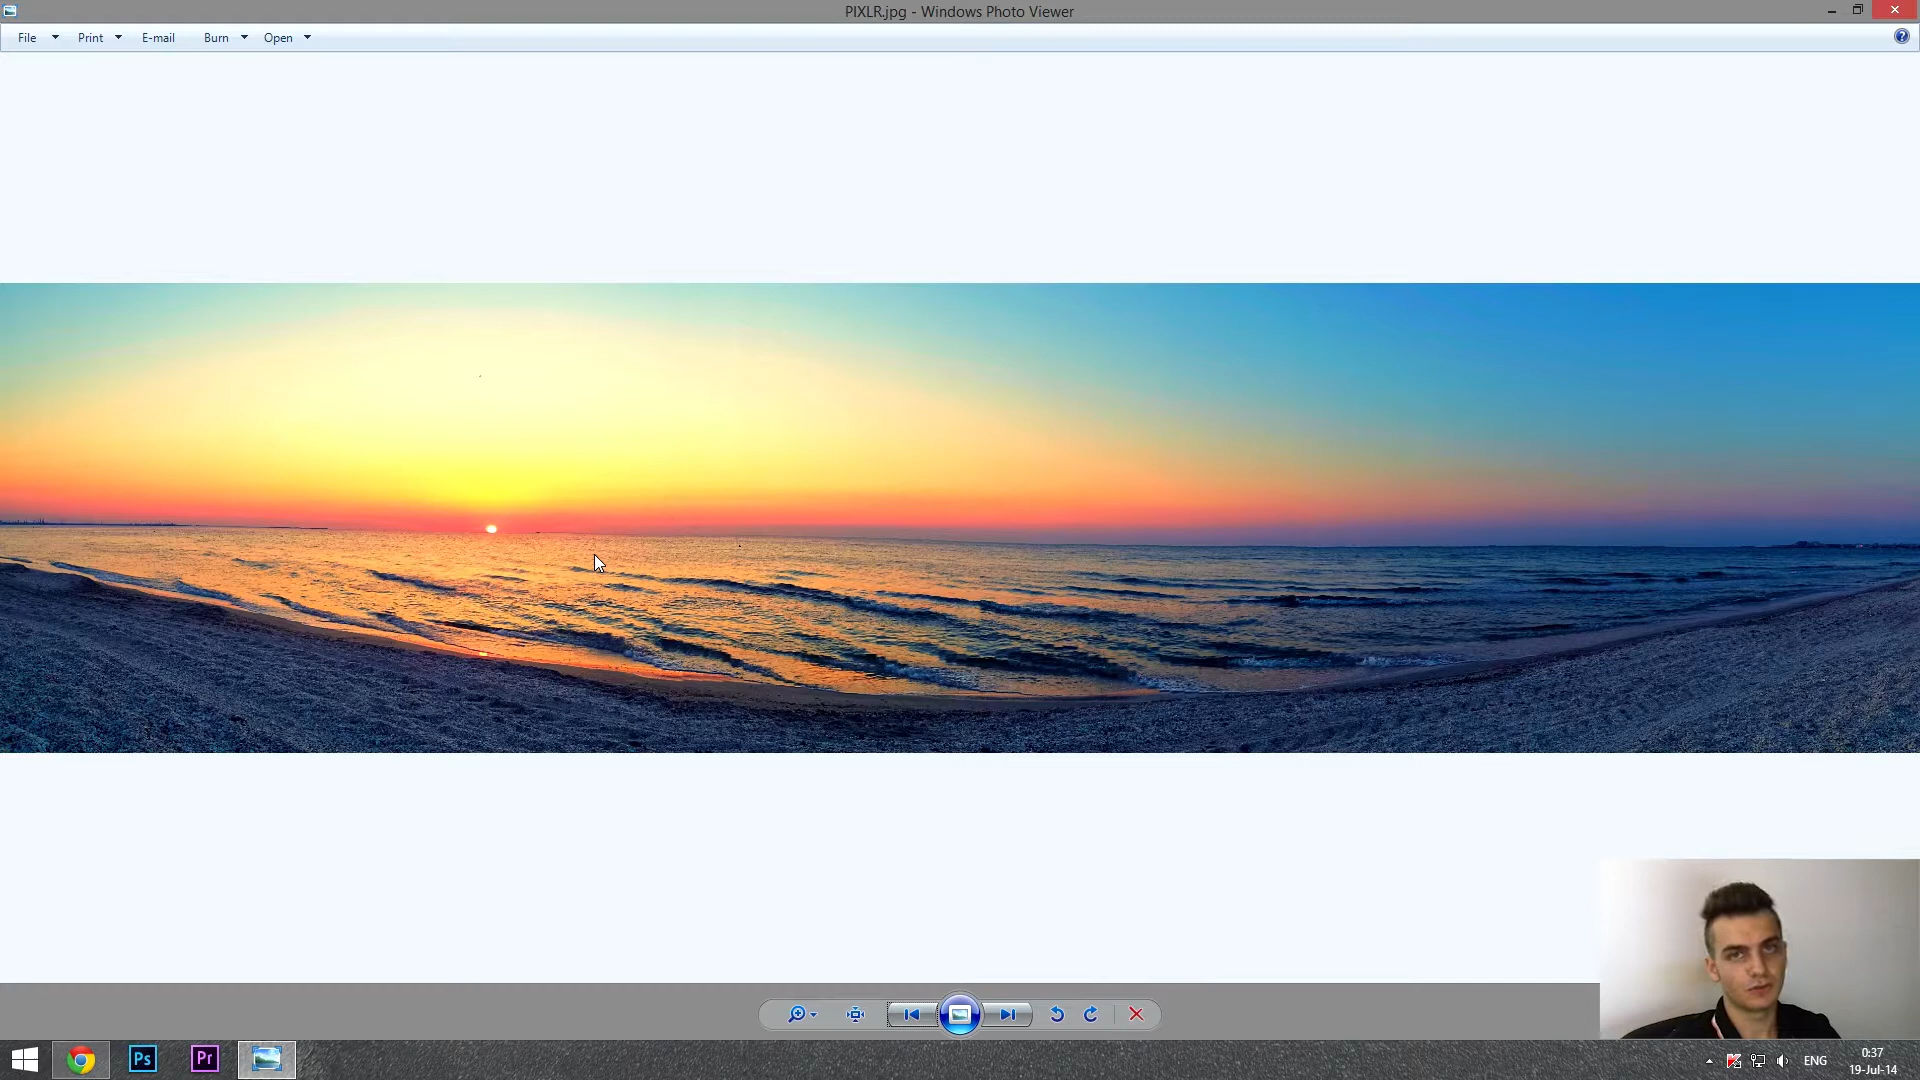 PIXLR.jpg - Windows Photo Viewer
File Print E-mail Burn Open
?
Ps Pr
ENG
0:37
19-Jul-14